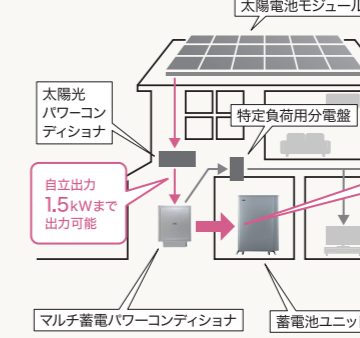 太陽電池モジュール
太陽光
パワーコン
ディショナ
特定負荷用分電盤
自立出力
1.5kWまで
出力可能
マルチ蓄電パワーコンディショナ
蓄電池ユニッ